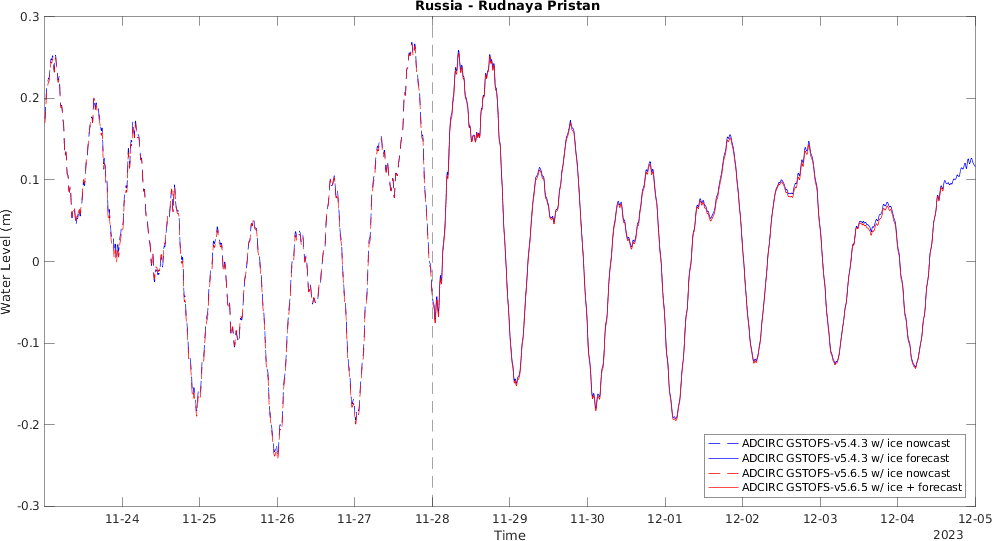 Russia - Rudnaya Pristan
0.3
0.2
0.1
0
-0.1
-0.2
-0.3
Water Level (m)
ADCIRC GSTOFS-v5.4.3 w/ ice nowcast
ADCIRC GSTOFS-v5.4.3 w/ ice forecast
ADCIRC GSTOFS-v5.6.5 w/ ice nowcast
ADCIRC GSTOFS-v5.6.5 w/ ice + forecast
11-24 11-25 11-26 11-27 11-28 11-29 11-30 12-01 12-02 12-03 12-04 12-05
Time
2023